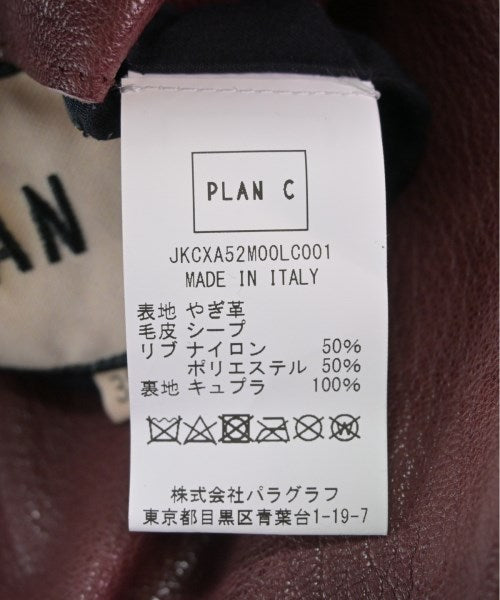 PLAN C
JKCXA52M00LC001
MADE IN ITALY
表地 やぎ革
毛皮 シープ
リブ ナイロン 50%
ポリエステル 50%
裏地 キュプラ 100%
株式会社パラグラフ
東京都目黒区青葉台1-19-7
AN
3